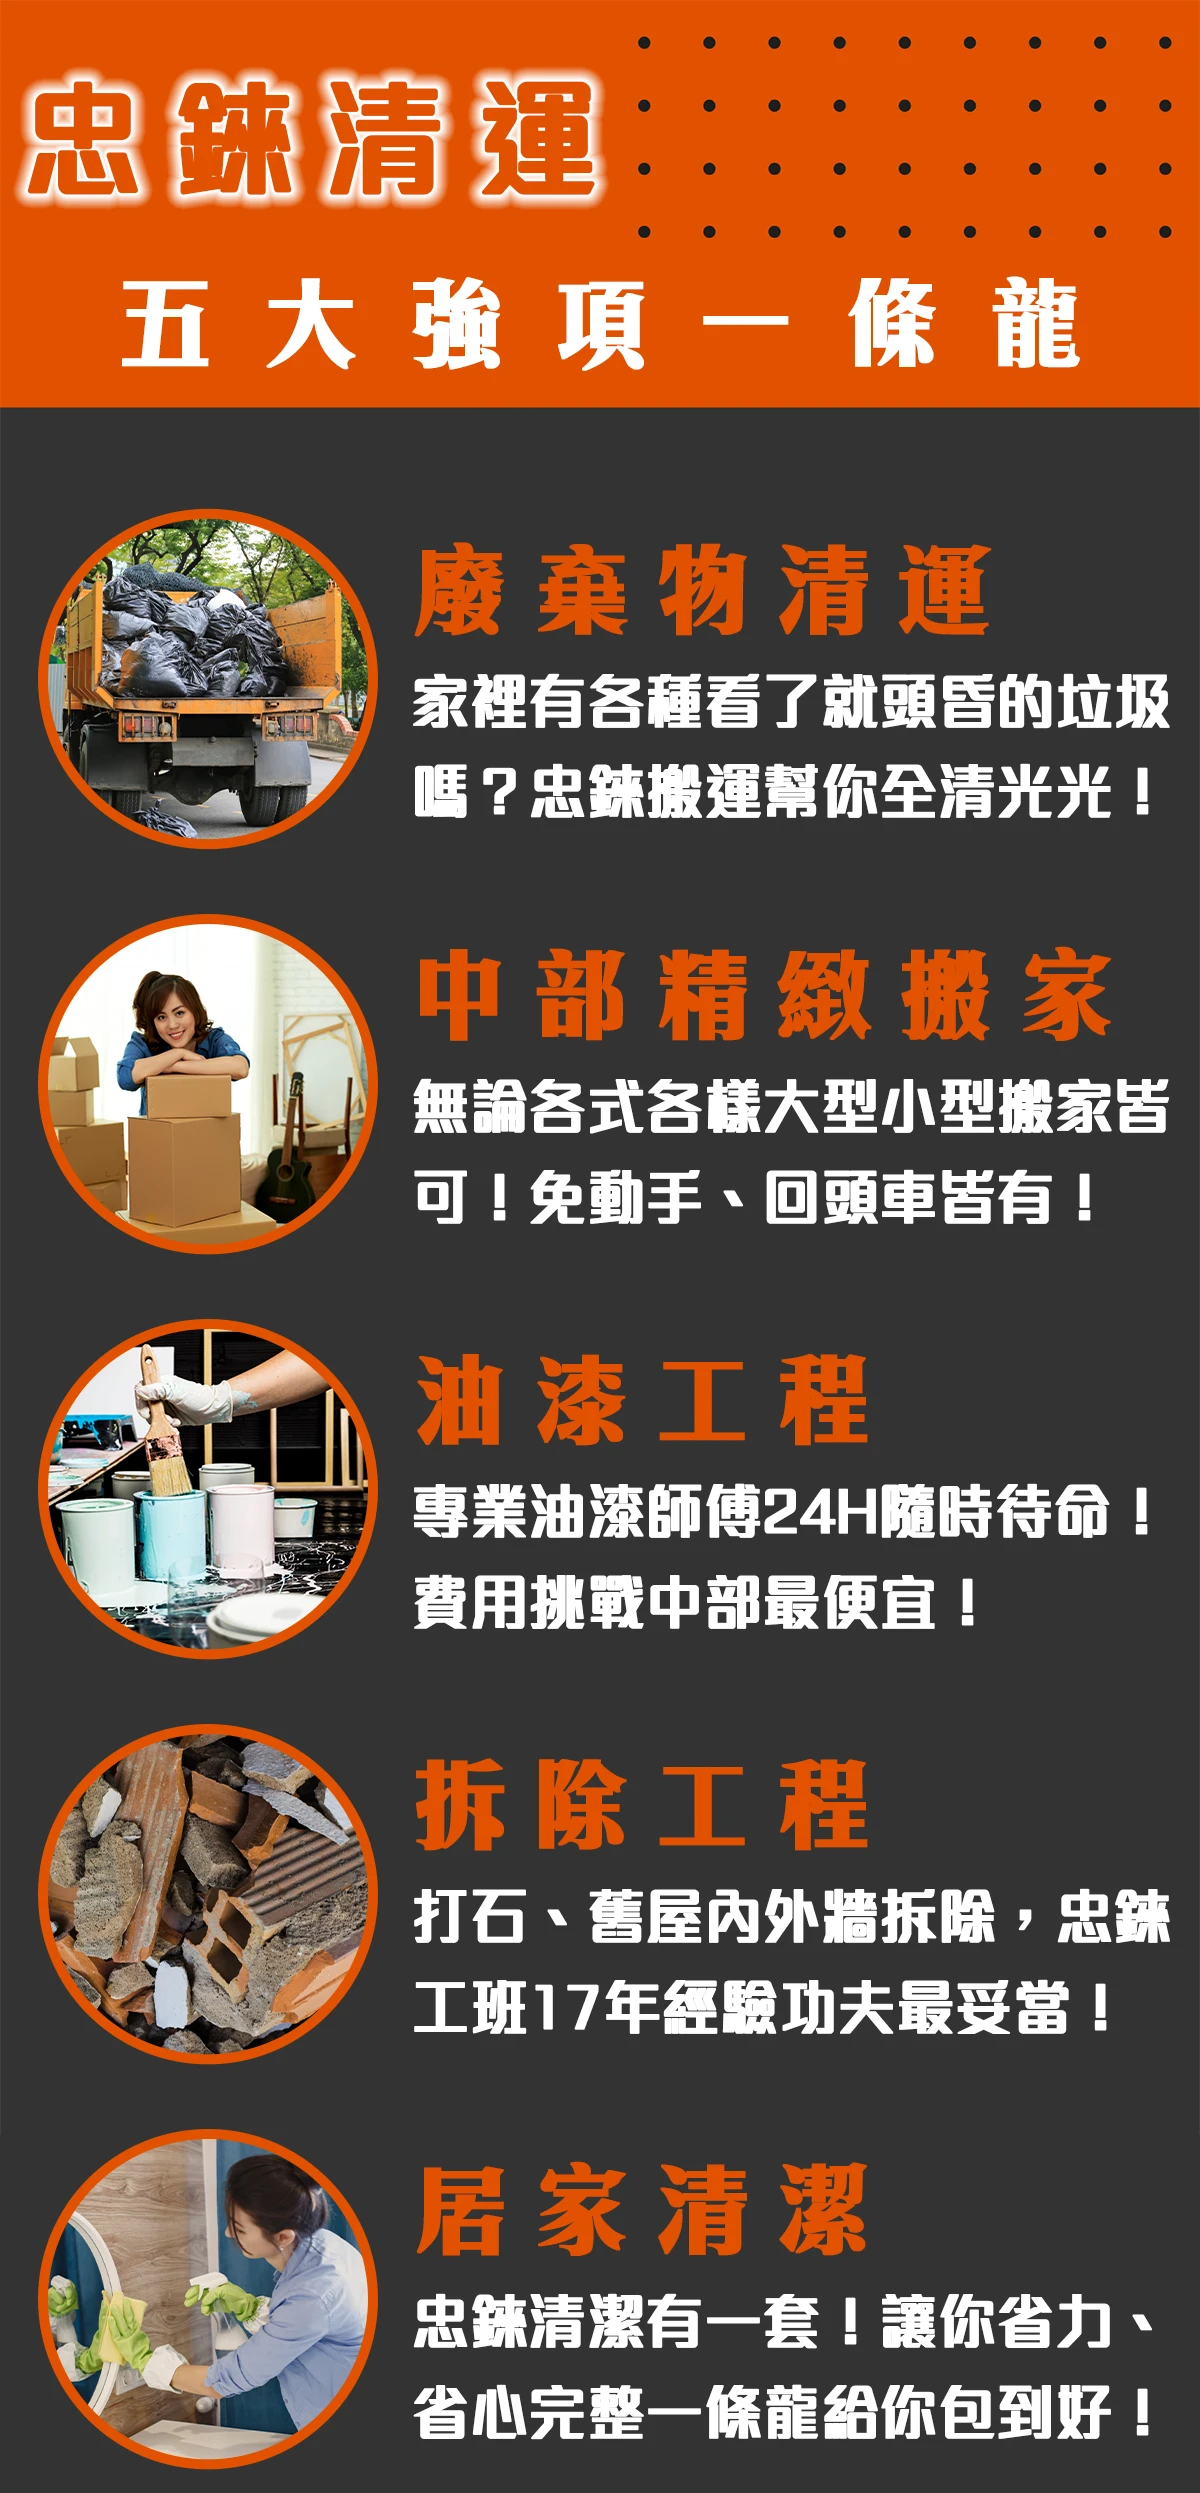 忠錸清運
五大強項一條龍
廢棄物清運
家裡有各種看了就頭昏的垃圾
嗎？忠錸搬運幫你全清光光！
中部精緻搬家
無論各式各樣大型小型搬家皆
可！免動手、回頭車皆有！
油漆工程
專業油漆師傅24H隨時待命！
費用挑戰中部最便宜！
拆除工程
打石、舊屋內外牆拆除，忠錸
工班17年經驗功夫最妥當！
居家清潔
忠錸清潔有一套！讓你省力、
省心完整一條龍給你包到好！